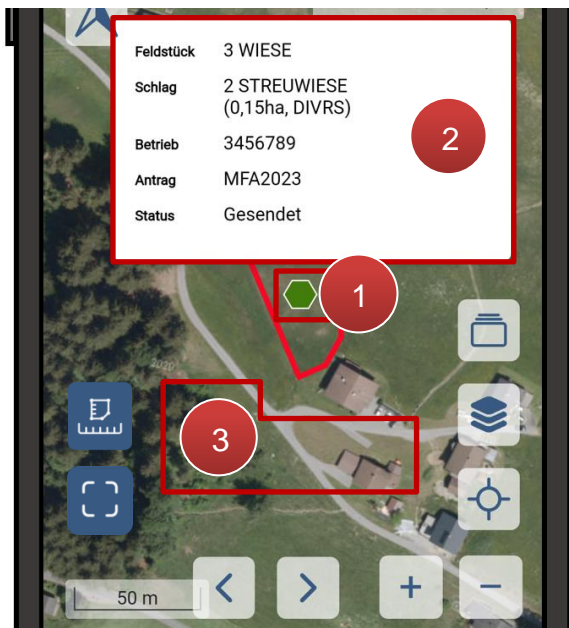 Feldstück 3 WIESE
Schlag 2 STREUWIESE
(0,15ha, DIVRS)
Betrieb 3456789
Antrag MFA2023
Status Gesendet
2
1
2020
3
50 m